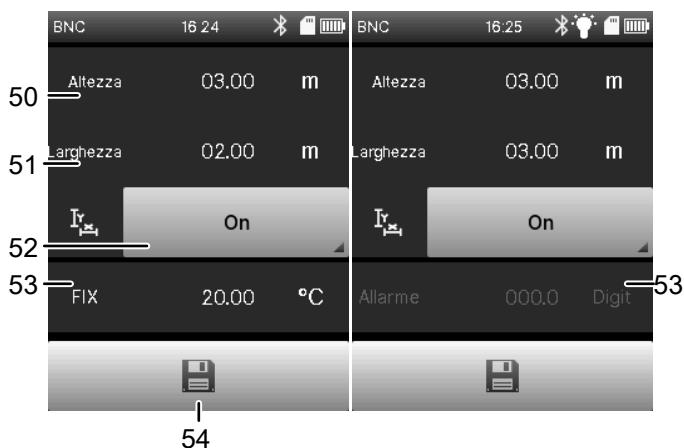 BNC 16:24
Altezza 03.00 m
50
Larghezza 02.00 m
51
On
52
53
FIX 20.00 °C
54
BNC 16:25
Altezza 03.00 m
Larghezza 03.00 m
On
53
Allarme 000.0 Digit